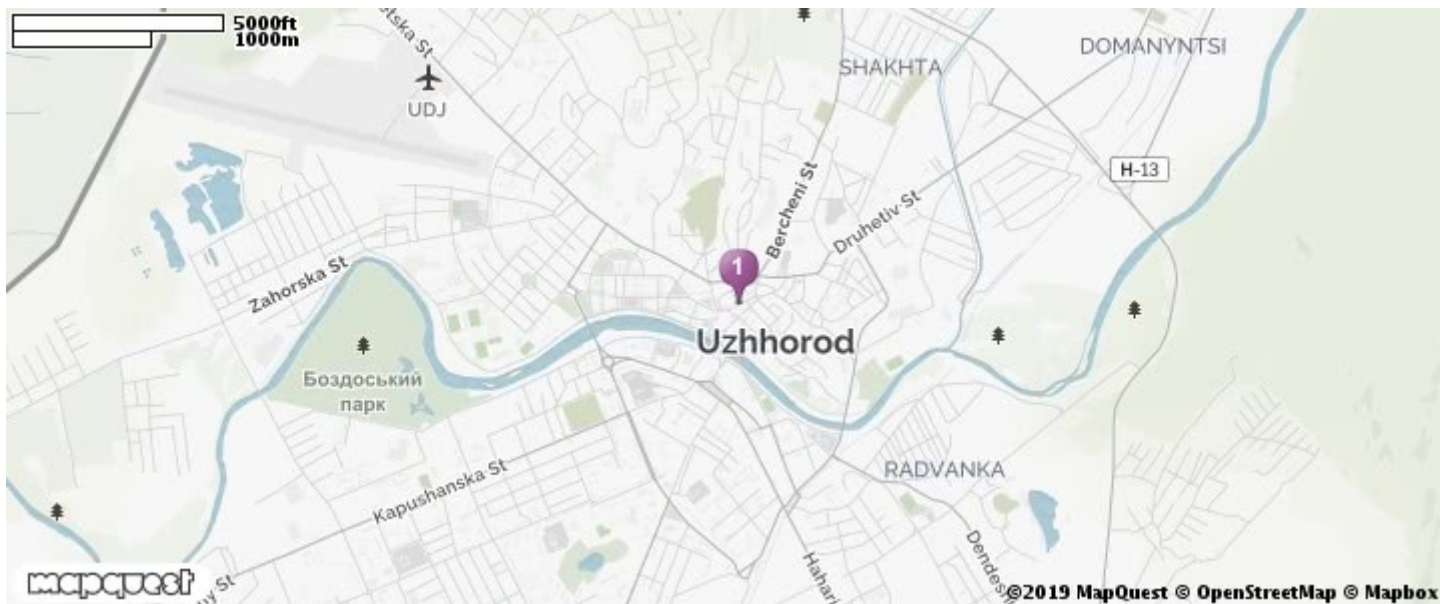 5000ft
1000m
UDJ
SHAKHTA
DOMANYNTSI
H-13
Bercheni St
Druhetiv St
Zahorska St
1
Uzhhorod
Боздоський
парк
Kapushanska St
RADVANKA
mapquest
©2019 MapQuest © OpenStreetMap © Mapbox